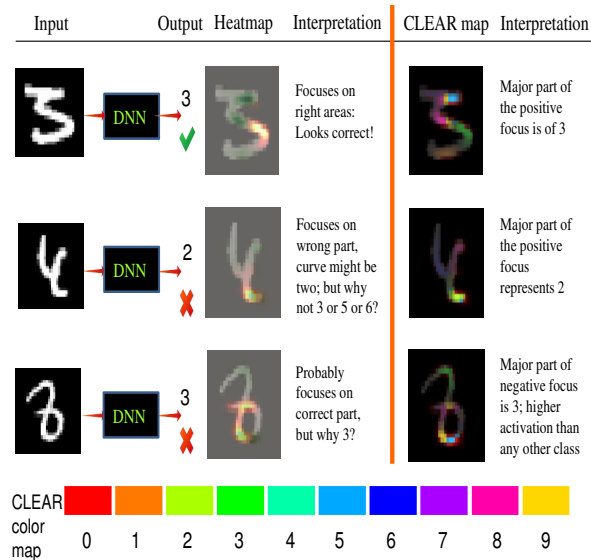 Input Output Heatmap Interpretation CLEAR map Interpretation
DNN
3
Focuses on
right areas:
Looks correct!
Major part of
the positive
focus is of 3
DNN
2
Focuses on
wrong part,
curve might be
two; but why
not 3 or 5 or 6?
Major part of
the positive
focus
represents 2
DNN
3
Probably
focuses on
correct part,
but why 3?
Major part of
negative focus
is 3; higher
activation than
any other class
CLEAR
color
map
0 1 2 3 4 5 6 7 8 9